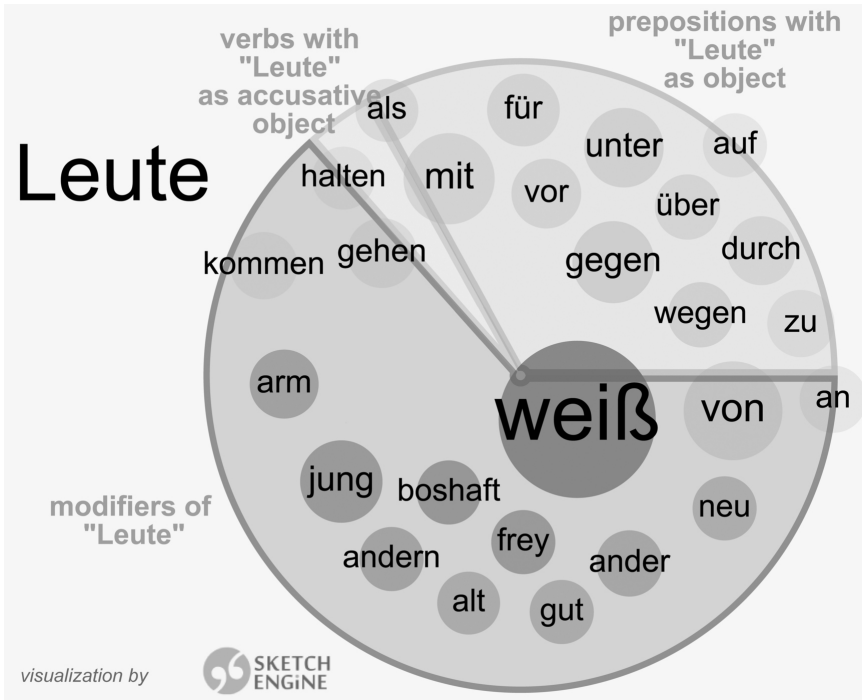 prepositions with
"Leute"
as object
verbs with
"Leute"
as accusative
object
als
für
unter
auf
Leute
halten
mit
vor
über
kommen
gehen
gegen
durch
wegen
zu
arm
weiß
von
an
jung
boshaft
neu
modifiers of
"Leute"
andern
frey
ander
alt
gut
visualization by
SKETCH
ENGINE